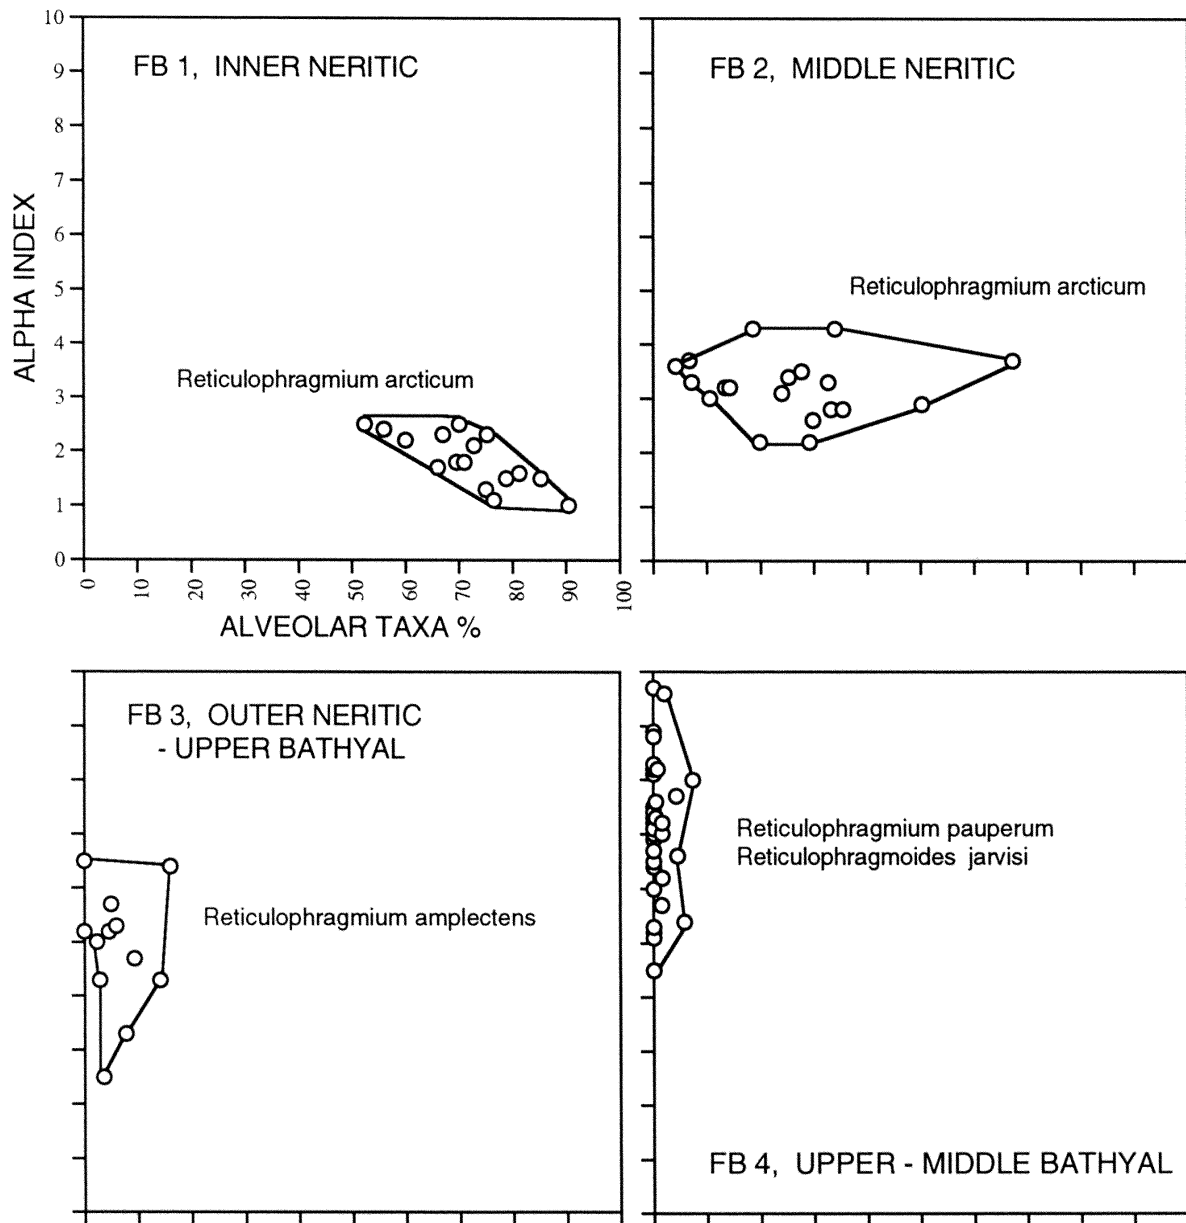 FB 1, INNER NERITIC
FB 2, MIDDLE NERITIC
10
9
8
7
6
5
4
3
2
1
0
ALPHA INDEX
Reticulophragmium arcticum
Reticulophragmium arcticum
0
10
20
30
40
50
60
70
80
90
100
ALVEOLAR TAXA %
FB 3, OUTER NERITIC
- UPPER BATHYAL
Reticulophragmium amplectens
Reticulophragmium pauperum
Reticulophragmoides jarvisi
FB 4, UPPER - MIDDLE BATHYAL